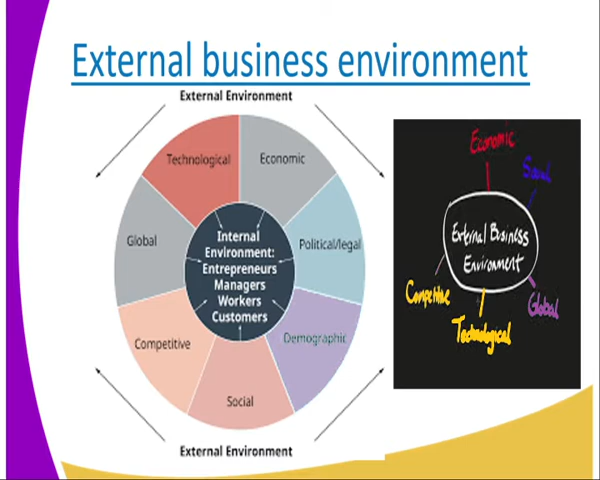 External business environment
External Environment
Technological
Economic
Global
Political/legal
Internal
Environment:
Entrepreneurs
Managers
Workers
Customers
Competitive
Demographic
Social
External Environment
Economic
Social
External Business
Environment
Competitive
Global
Technological